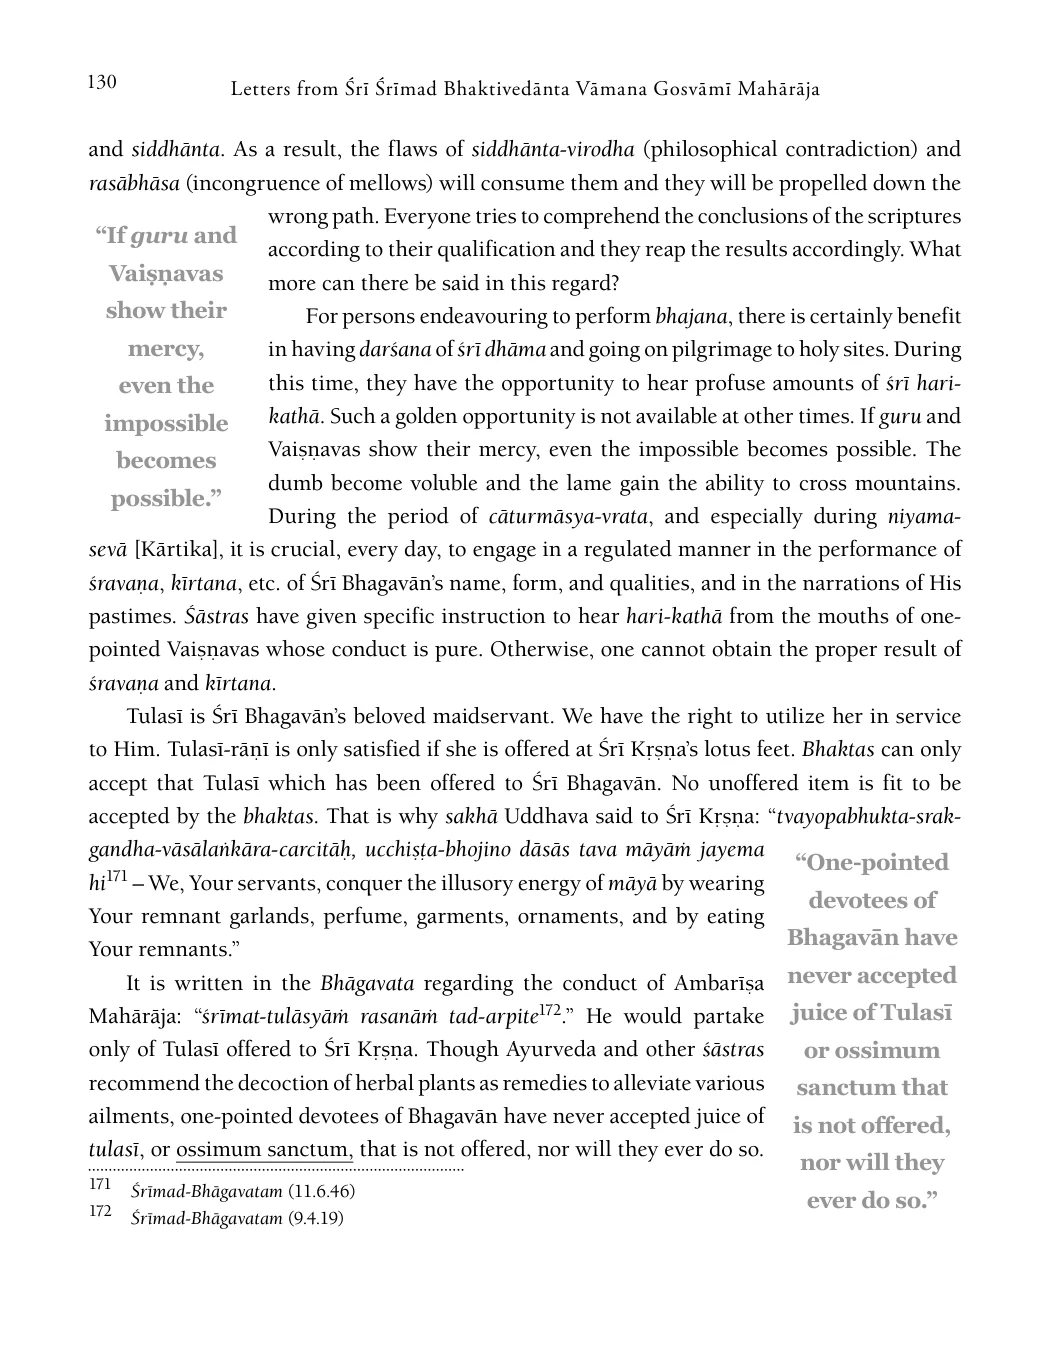 130
Letters from Śrī Śrīmad Bhaktivedānta Vāmana Gosvāmī Mahārāja
and siddhānta. As a result, the flaws of siddhānta-virodha (philosophical contradiction) and
rasābhāsa (incongruence of mellows) will consume them and they will be propelled down the
wrong path. Everyone tries to comprehend the conclusions of the scriptures
according to their qualification and they reap the results accordingly. What
more can there be said in this regard?
“If guru and
Vaiṣṇavas
show their
mercy,
even the
impossible
becomes
possible.”
For persons endeavouring to perform bhajana, there is certainly benefit
in having darśana of śrī dhāma and going on pilgrimage to holy sites. During
this time, they have the opportunity to hear profuse amounts of śrī hari-
kathā. Such a golden opportunity is not available at other times. If guru and
Vaiṣṇavas show their mercy, even the impossible becomes possible. The
dumb become voluble and the lame gain the ability to cross mountains.
During the period of cāturmāsya-vrata, and especially during niyama-
sevā [Kārtika], it is crucial, every day, to engage in a regulated manner in the performance of
śravaṇa, kīrtana, etc. of Śrī Bhagavān’s name, form, and qualities, and in the narrations of His
pastimes. Śāstras have given specific instruction to hear hari-kathā from the mouths of one-
pointed Vaiṣṇavas whose conduct is pure. Otherwise, one cannot obtain the proper result of
śravaṇa and kīrtana.
Tulasī is Śrī Bhagavān’s beloved maidservant. We have the right to utilize her in service
to Him. Tulasī-rāṇī is only satisfied if she is offered at Śrī Kṛṣṇa’s lotus feet. Bhaktas can only
accept that Tulasī which has been offered to Śrī Bhagavān. No unoffered item is fit to be
accepted by the bhaktas. That is why sakhā Uddhava said to Śrī Kṛṣṇa: “tvayopabhukta-srak-
gandha-vāsālaṅkāra-carcitāḥ, ucchiṣṭa-bhojino dāsās tava māyāṁ jayema
hi171 – We, Your servants, conquer the illusory energy of māyā by wearing
Your remnant garlands, perfume, garments, ornaments, and by eating
Your remnants.”
It is written in the Bhāgavata regarding the conduct of Ambarīṣa
Mahārāja: “śrīmat-tulāsyāṁ rasanāṁ tad-arpite172.” He would partake
only of Tulasī offered to Śrī Kṛṣṇa. Though Ayurveda and other śāstras
recommend the decoction of herbal plants as remedies to alleviate various
ailments, one-pointed devotees of Bhagavān have never accepted juice of
tulasī, or ossimum sanctum, that is not offered, nor will they ever do so.
“One-pointed
devotees of
Bhagavān have
never accepted
juice of Tulasī
or ossimum
sanctum that
is not offered,
nor will they
ever do so.”
171 Śrīmad-Bhāgavatam (11.6.46)
172 Śrīmad-Bhāgavatam (9.4.19)